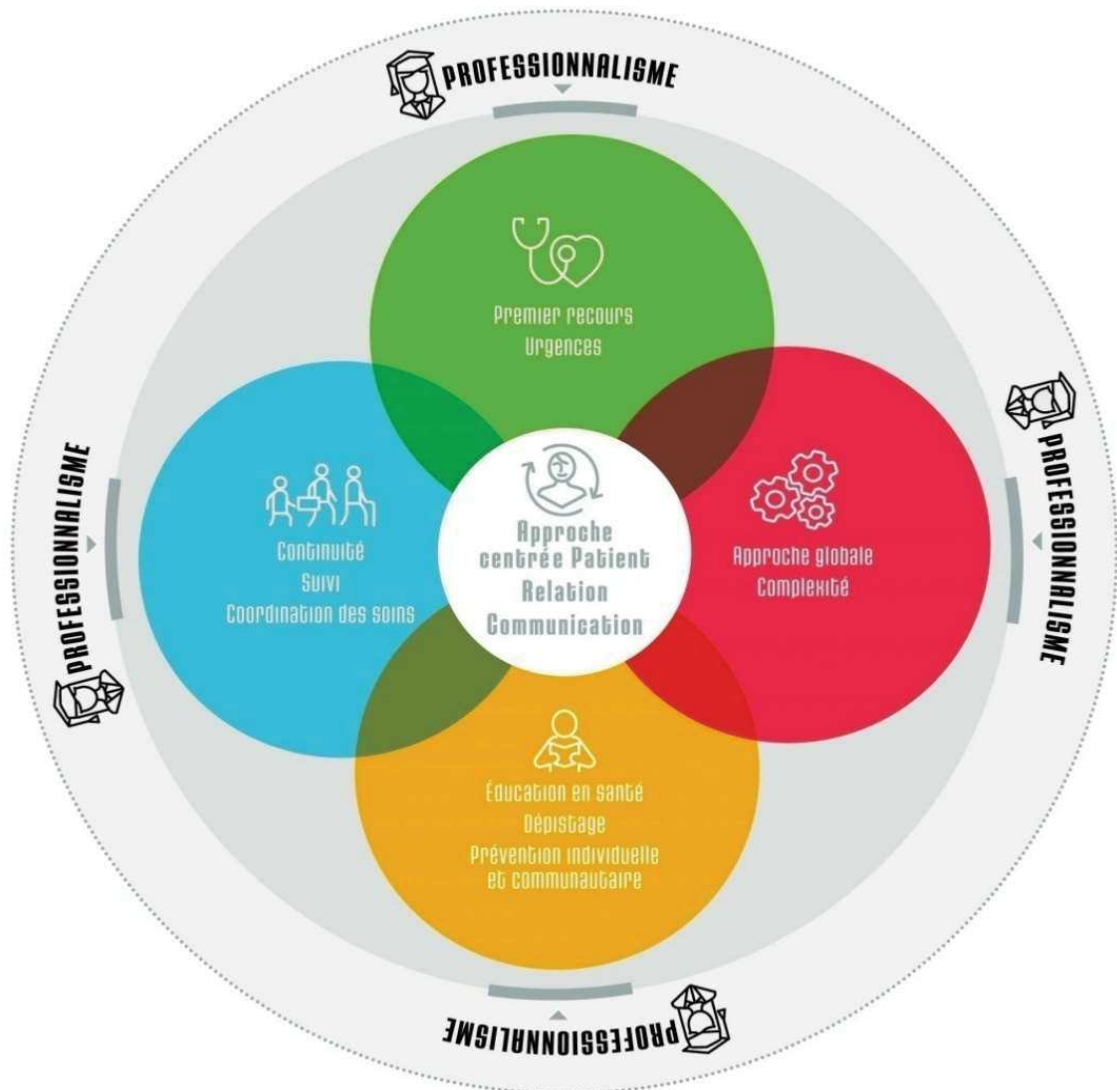 PROFESSIONNALISME
Premier recours
Urgences
PROFESSIONNALISME
Continuité
Suivi
Coordination des soins
Approche
centrée Patient
Relation
Communication
Approche globale
Complexité
PROFESSIONNALISME
Éducation en santé
Dépistage
Prévention individuelle
et communautaire
PROFESSIONNALISME